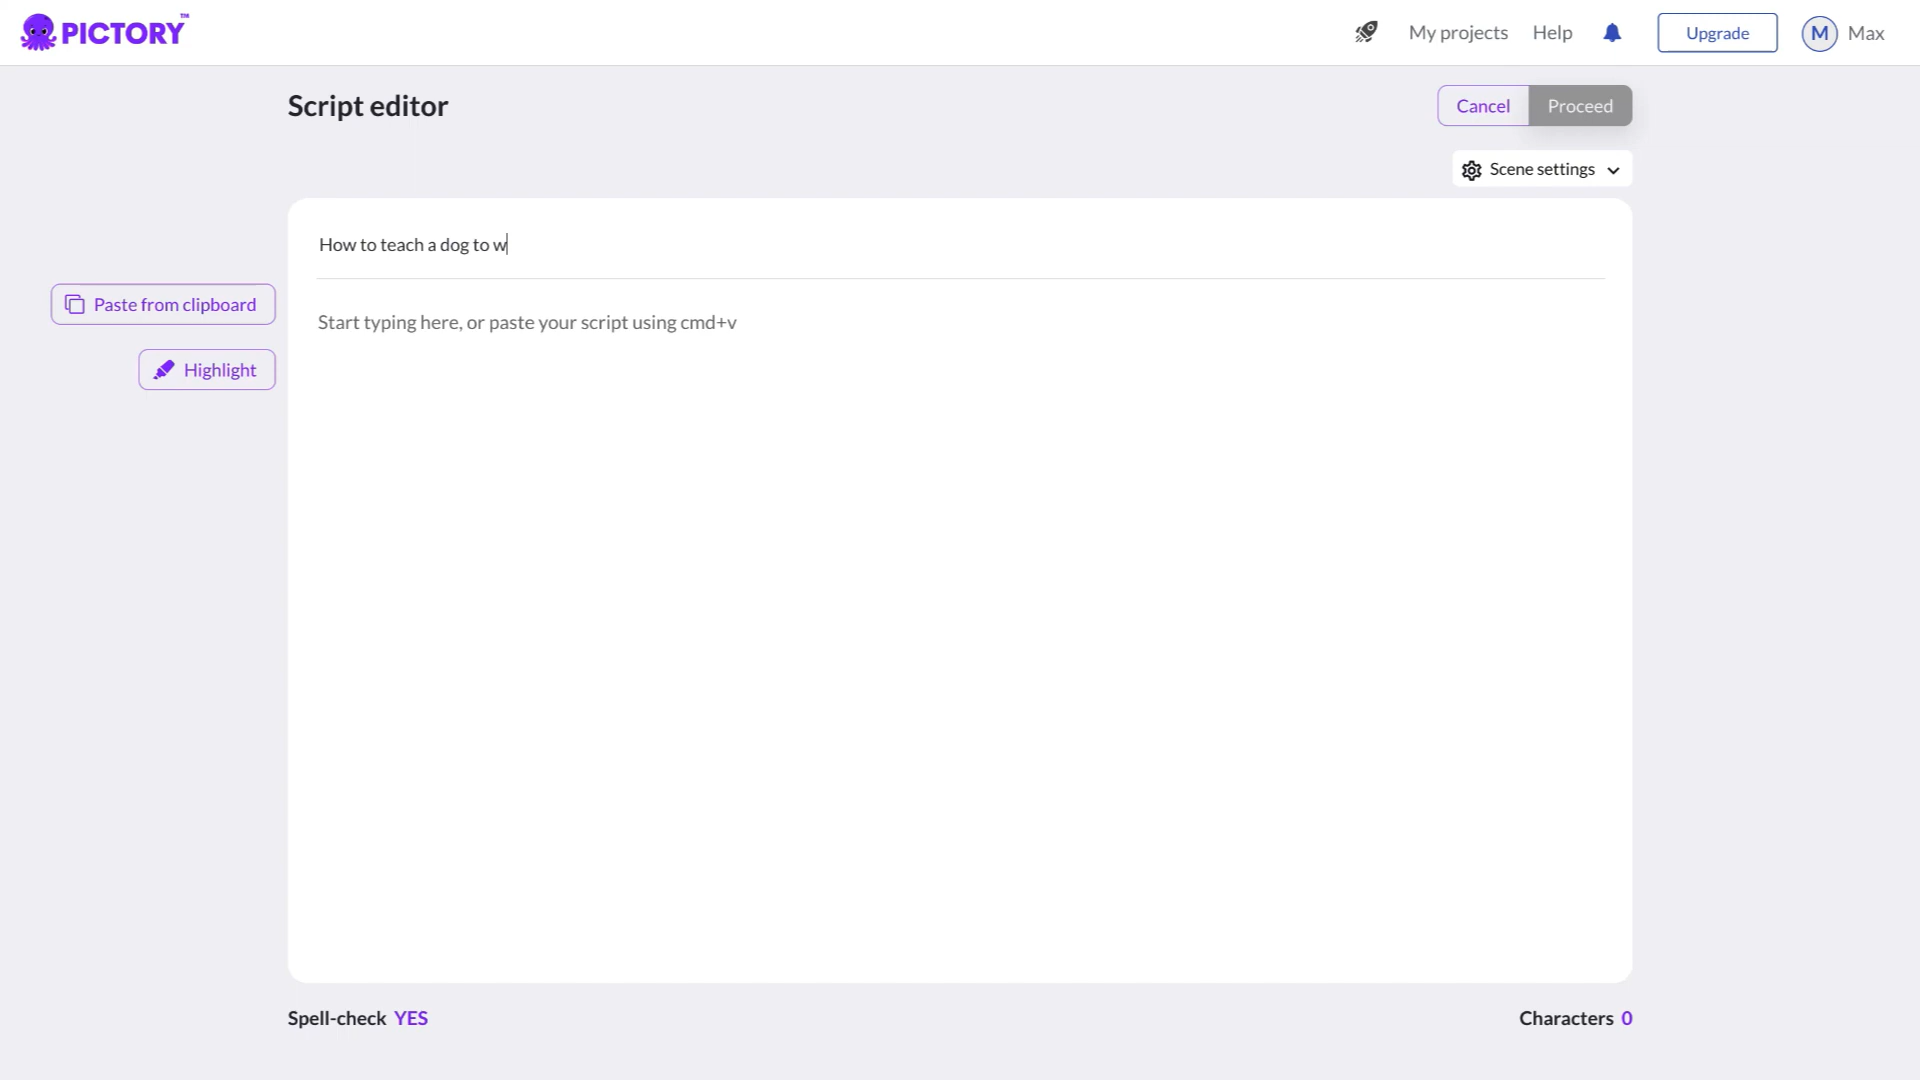 PICTORY™
My projects
Help
Upgrade
M
Max
Script editor
Cancel
Proceed
Scene settings
How to teach a dog to w
Paste from clipboard
Start typing here, or paste your script using cmd+v
Highlight
Spell-check YES
Characters 0